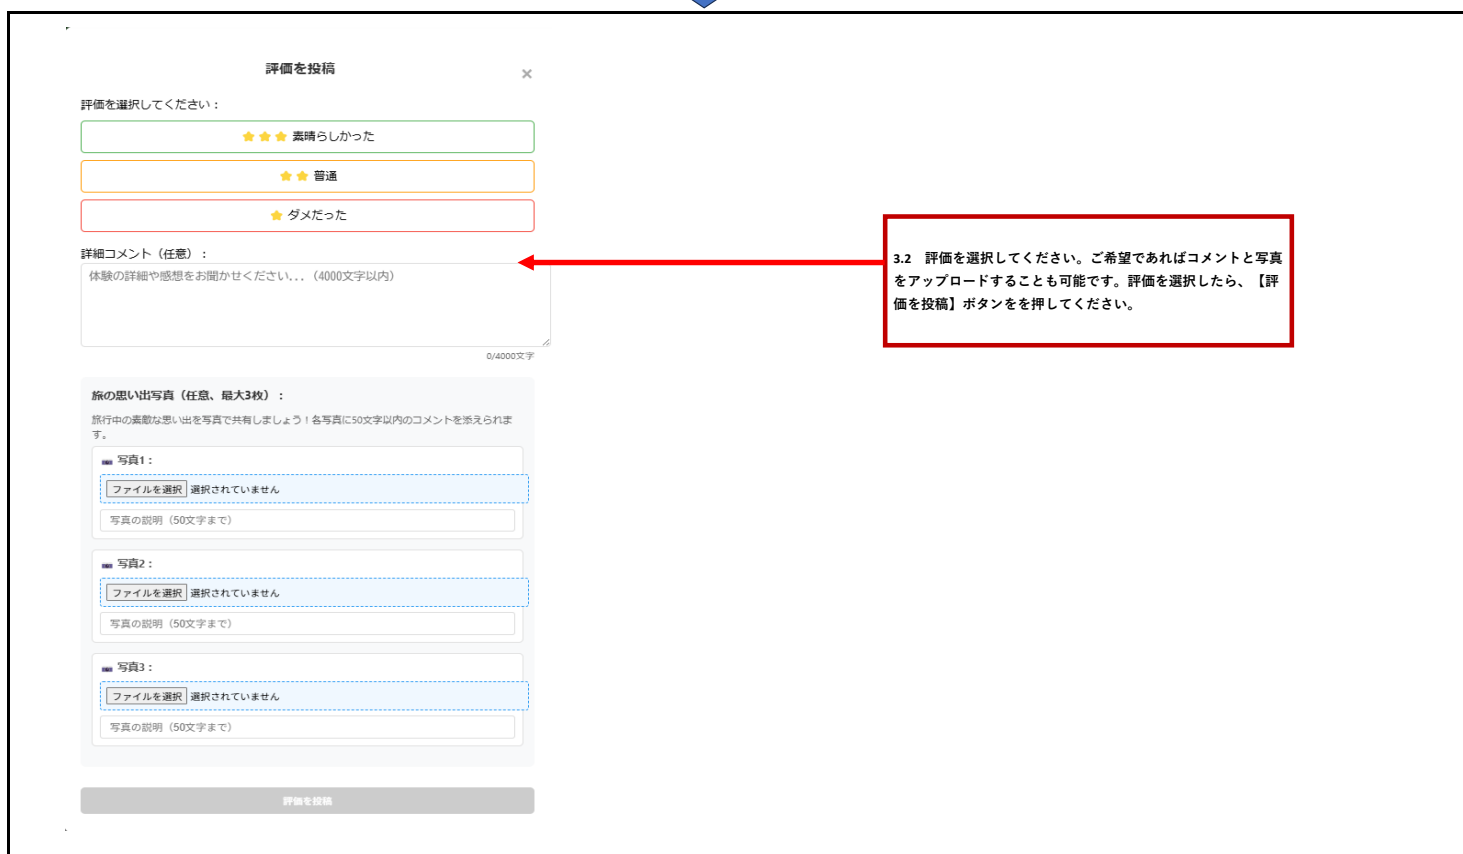 評価を投稿
×
評価を選択してください：
素晴らしかった
普通
ダメだった
詳細コメント（任意）：
体験の詳細や感想をお聞かせください...（4000文字以内）
0/4000文字
旅の思い出写真（任意、最大3枚）：
旅行中の素敵な思い出を写真で共有しましょう！各写真に50文字以内のコメントを添えられま
す。
写真1：
ファイルを選択 選択されていません
写真の説明（50文字まで）
写真2：
ファイルを選択 選択されていません
写真の説明（50文字まで）
写真3：
ファイルを選択 選択されていません
写真の説明（50文字まで）
評価を投稿
3.2　評価を選択してください。ご希望であればコメントと写真
をアップロードすることも可能です。評価を選択したら、【評
価を投稿】ボタンをを押してください。